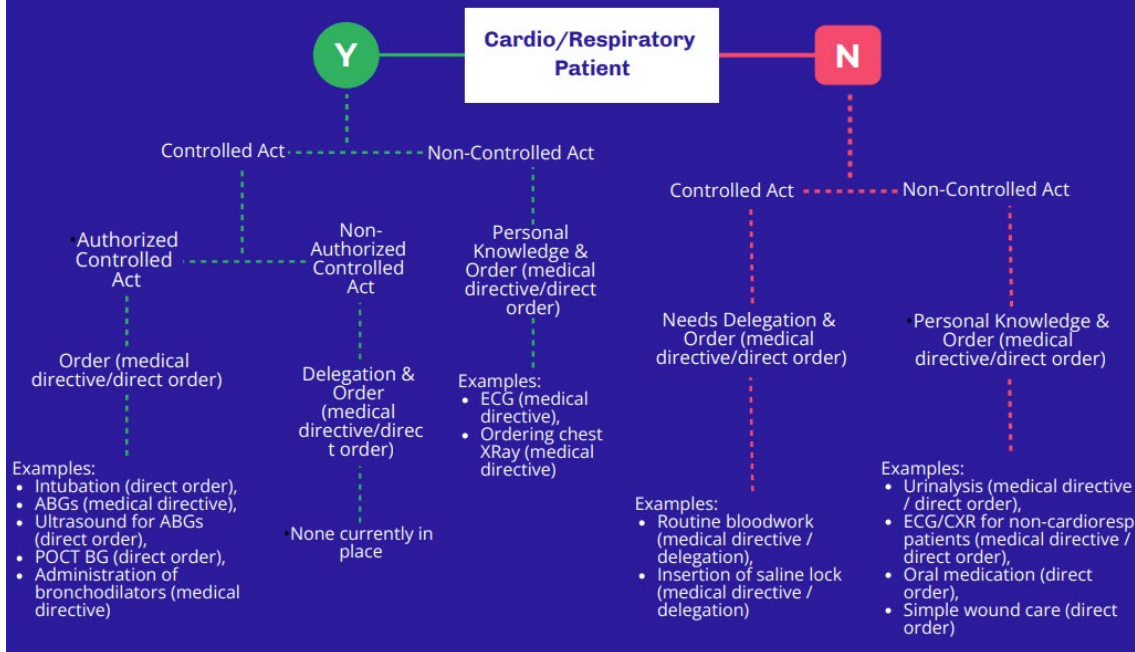 Cardio/Respiratory
Patient
Y
N
Controlled Act
Non-Controlled Act
Authorized
Controlled
Act
Non-
Authorized
Controlled
Act
Personal
Knowledge &
Order (medical
directive/direct
order)
Order (medical
directive/direct order)
Delegation &
Order
(medical
directive/direc
t order)
Examples:
• ECG (medical
directive),
• Ordering chest
XRay (medical
directive)
Examples:
• Intubation (direct order),
• ABGs (medical directive),
• Ultrasound for ABGs
(direct order),
• POCT BG (direct order),
• Administration of
bronchodilators (medical
directive)
None currently in
place
Controlled Act
Non-Controlled Act
Needs Delegation &
Order (medical
directive/direct order)
Personal Knowledge &
Order (medical
directive/direct order)
Examples:
• Routine bloodwork
(medical directive /
delegation),
• Insertion of saline lock
(medical directive /
delegation)
Examples:
• Urinalysis (medical directive
/ direct order),
• ECG/CXR for non-cardioresp
patients (medical directive /
direct order),
• Oral medication (direct
order),
• Simple wound care (direct
order)